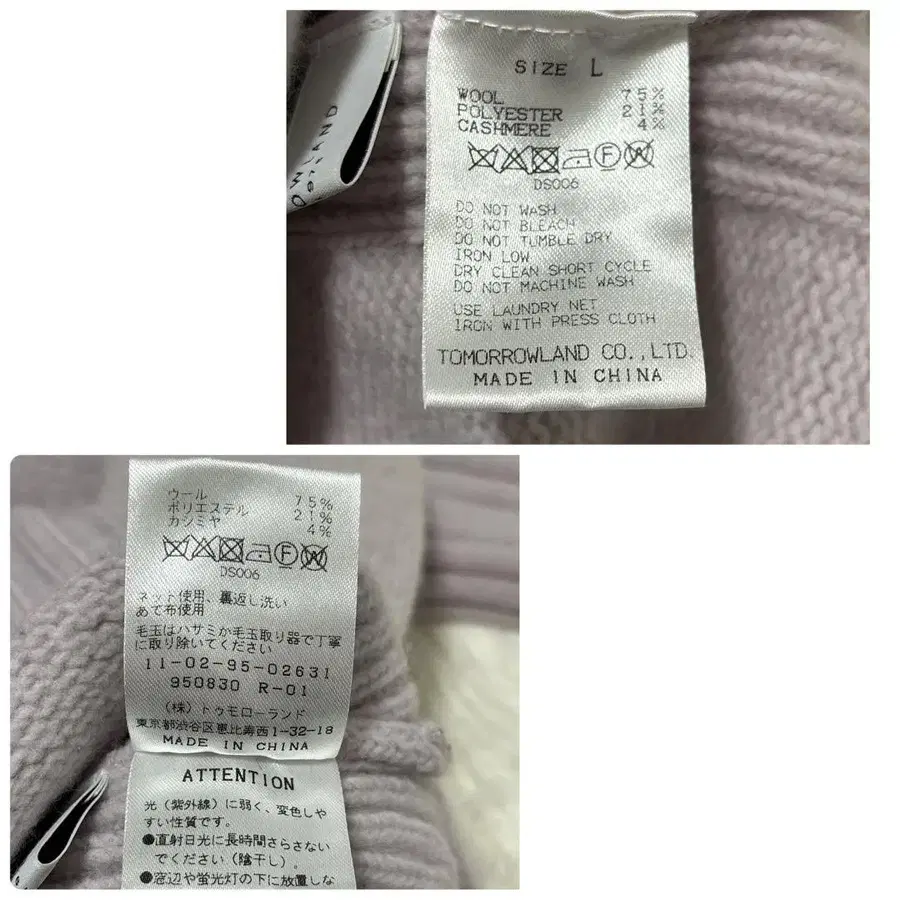 SIZE L
WOOL 75%
POLYESTER 21%
CASHMERE 4%
DS006
DO NOT WASH
DO NOT BLEACH
DO NOT TUMBLE DRY
IRON LOW
DRY CLEAN SHORT CYCLE
DO NOT MACHINE WASH
USE LAUNDRY NET
IRON WITH PRESS CLOTH
TOMORROWLAND CO.,LTD.
MADE IN CHINA
ウール 75%
ポリエステル 21%
カシミヤ 4%
DS006
ネット使用、裏返し洗い
あて布使用
毛玉はハサミか毛玉取り器で丁寧
に取り除いてください
11-02-95-02631
950830 R-01
(株)トゥモローランド
東京都渋谷区恵比寿西1-32-18
MADE IN CHINA
ATTENTION
光(紫外線)に弱く、変色しや
すい性質です。
●直射日光に長時間さらさない
でください(陰干し)。
●窓辺や蛍光灯の下に放置しな